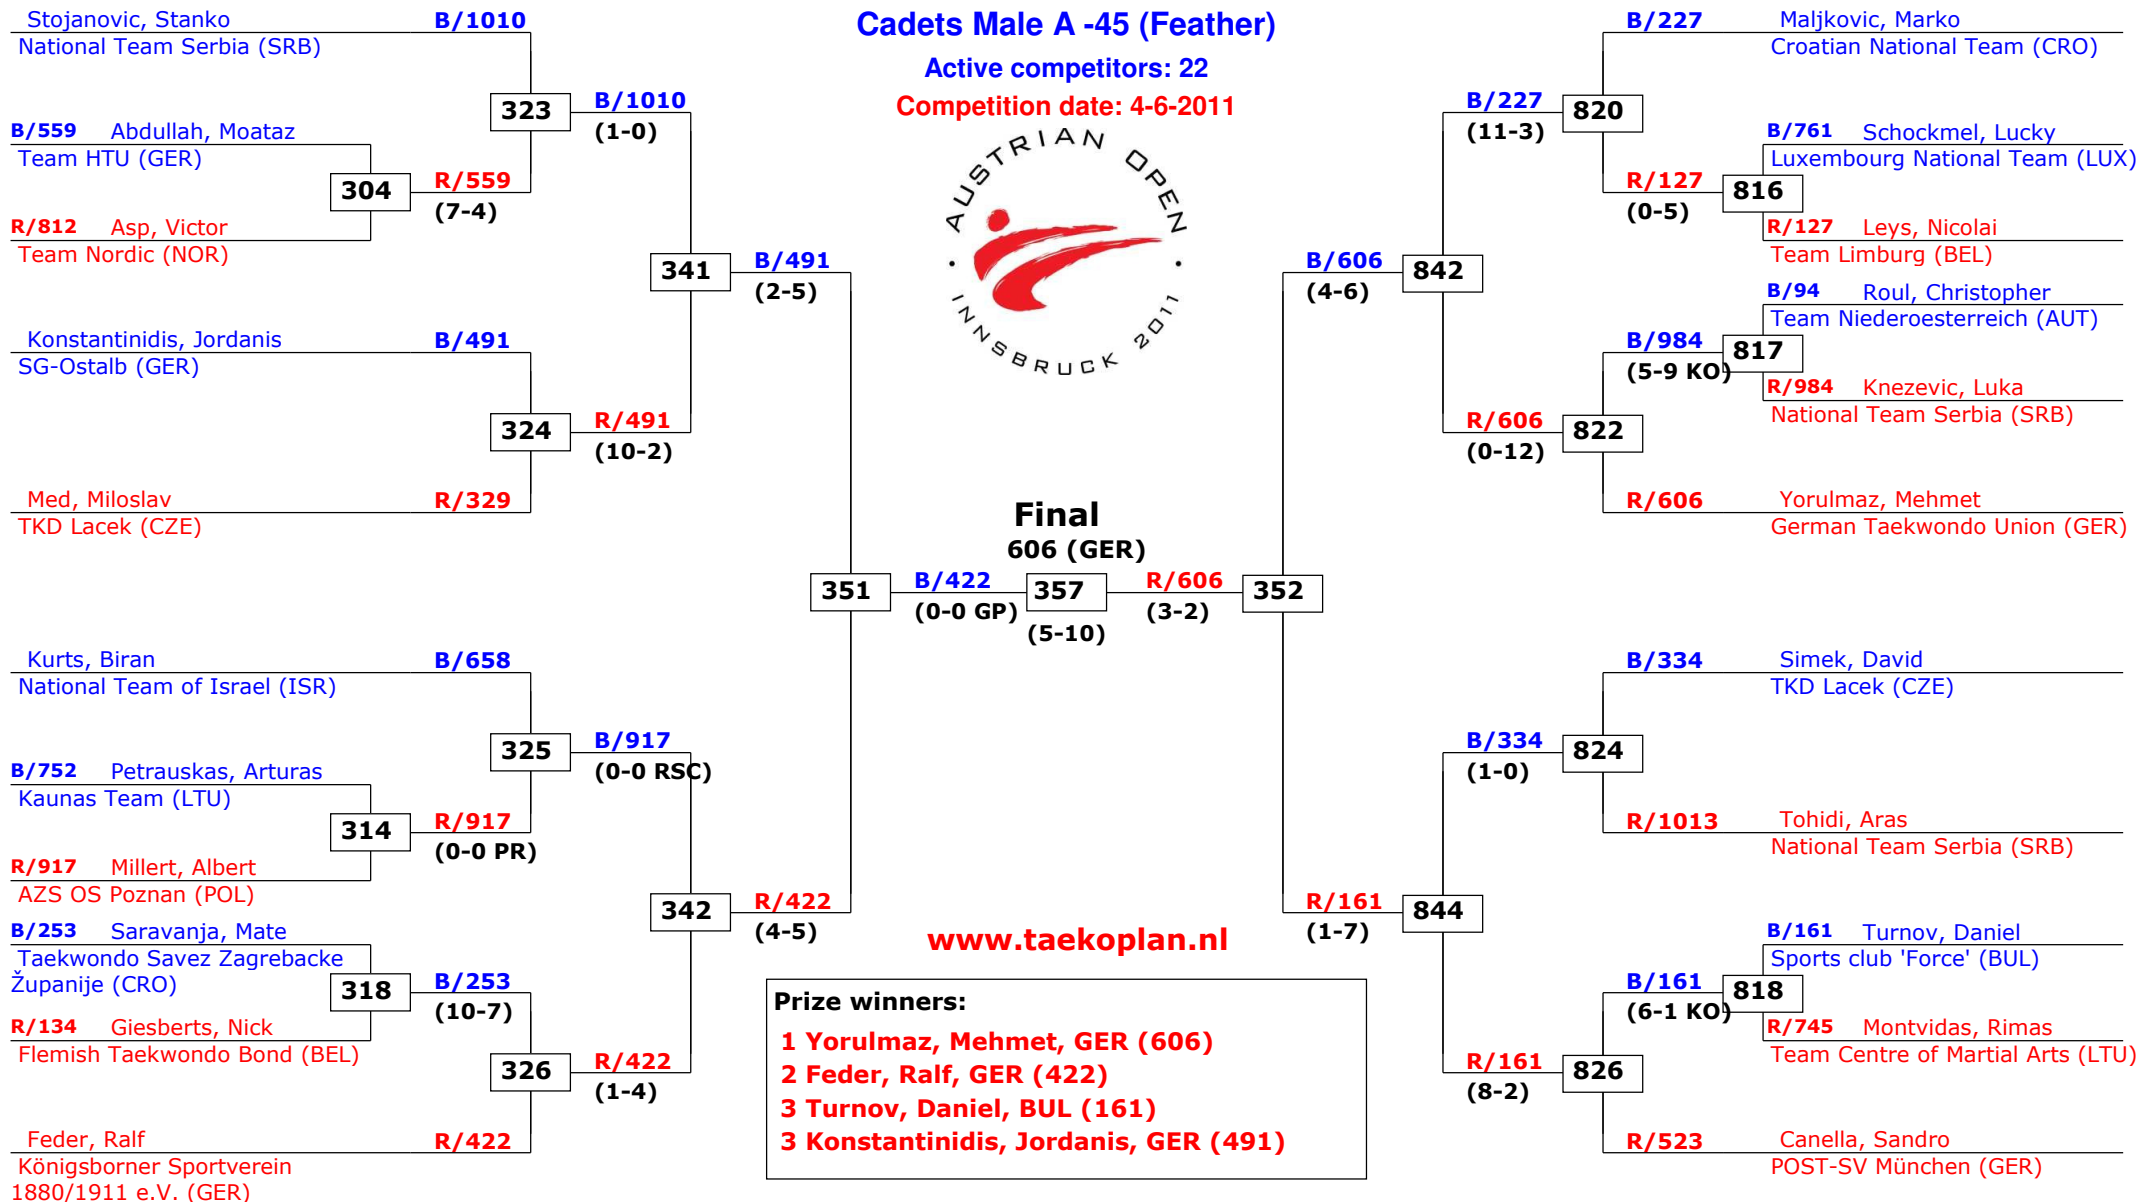 Cadets Male A -45 (Feather)
Active competitors: 22
Competition date: 4-6-2011
AUSTRIAN OPEN
INNSBRUCK 2011
Stojanovic, Stanko
B/1010
National Team Serbia (SRB)
323
B/1010
(1-0)
B/559 Abdullah, Moataz
Team HTU (GER)
304
R/559
(7-4)
R/812 Asp, Victor
Team Nordic (NOR)
341
B/491
(2-5)
Konstantinidis, Jordanis
B/491
SG-Ostalb (GER)
324
R/491
(10-2)
Med, Miloslav
R/329
TKD Lacek (CZE)
351
B/422
(0-0 GP)
Kurts, Biran
B/658
National Team of Israel (ISR)
325
B/917
(0-0 RSC)
B/752 Petrauskas, Arturas
Kaunas Team (LTU)
314
R/917
(0-0 PR)
R/917 Millert, Albert
AZS OS Poznan (POL)
342
R/422
(4-5)
B/253 Saravanja, Mate
Taekwondo Savez Zagrebacke
Županije (CRO)
318
B/253
(10-7)
R/134 Giesberts, Nick
Flemish Taekwondo Bond (BEL)
326
R/422
(1-4)
Feder, Ralf
R/422
Königsborner Sportverein
1880/1911 e.V. (GER)
Final
606 (GER)
357
(5-10)
R/606
(3-2)
352
B/227 Maljkovic, Marko
Croatian National Team (CRO)
B/227
(11-3)
820
B/761 Schockmel, Lucky
Luxembourg National Team (LUX)
R/127
(0-5)
816
R/127 Leys, Nicolai
Team Limburg (BEL)
B/606
(4-6)
842
B/94 Roul, Christopher
Team Niederoesterreich (AUT)
B/984
(5-9 KO)
817
R/984 Knezevic, Luka
National Team Serbia (SRB)
R/606
(0-12)
822
R/606 Yorulmaz, Mehmet
German Taekwondo Union (GER)
B/334 Simek, David
TKD Lacek (CZE)
B/334
(1-0)
824
R/1013 Tohidi, Aras
National Team Serbia (SRB)
R/161
(1-7)
844
B/161 Turnov, Daniel
Sports club 'Force' (BUL)
B/161
(6-1 KO)
818
R/745 Montvidas, Rimas
Team Centre of Martial Arts (LTU)
R/161
(8-2)
826
R/523 Canella, Sandro
POST-SV München (GER)
www.taekoplan.nl
Prize winners:
1 Yorulmaz, Mehmet, GER (606)
2 Feder, Ralf, GER (422)
3 Turnov, Daniel, BUL (161)
3 Konstantinidis, Jordanis, GER (491)